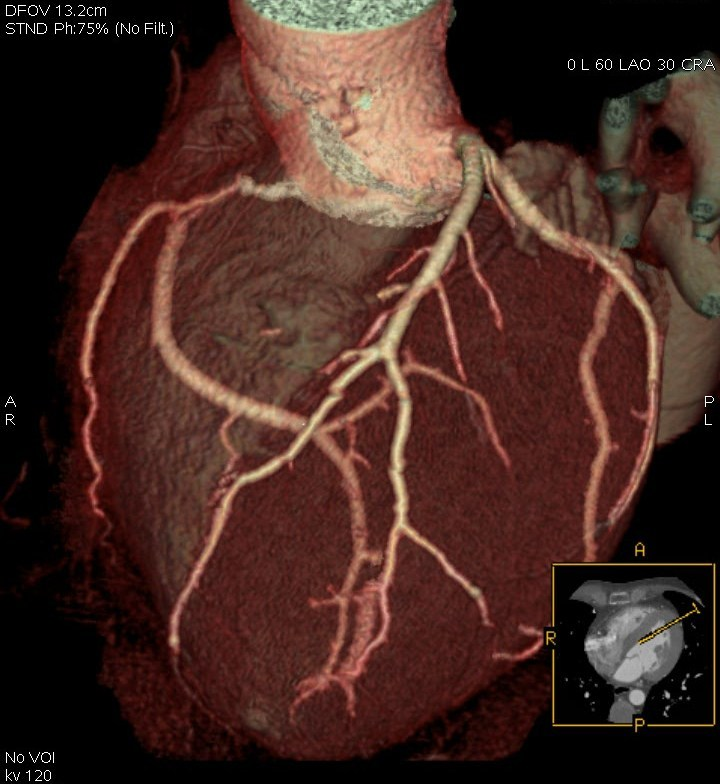 DFOV 13.2cm
STND Ph:75% (No Filt.)
0 L 60 LAO 30 CRA
A
R
P
L
A
R
P
No VOI
kv 120